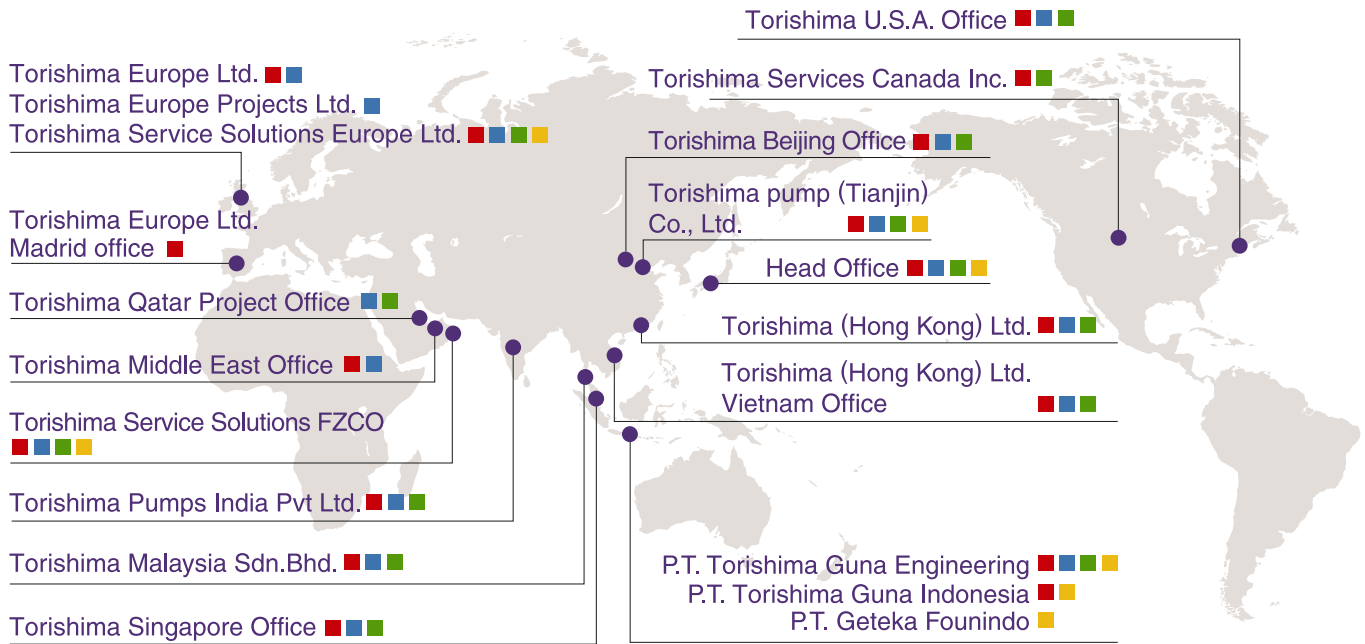 Torishima U.S.A. Office
Torishima Europe Ltd.
Torishima Europe Projects Ltd.
Torishima Service Solutions Europe Ltd.
Torishima Services Canada Inc.
Torishima Beijing Office
Torishima pump (Tianjin)
Co., Ltd.
Torishima Europe Ltd.
Madrid office
Head Office
Torishima Qatar Project Office
Torishima (Hong Kong) Ltd.
Torishima Middle East Office
Torishima (Hong Kong) Ltd.
Vietnam Office
Torishima Service Solutions FZCO
Torishima Pumps India Pvt Ltd.
Torishima Malaysia Sdn.Bhd.
P.T. Torishima Guna Engineering
P.T. Torishima Guna Indonesia
P.T. Geteka Founindo
Torishima Singapore Office